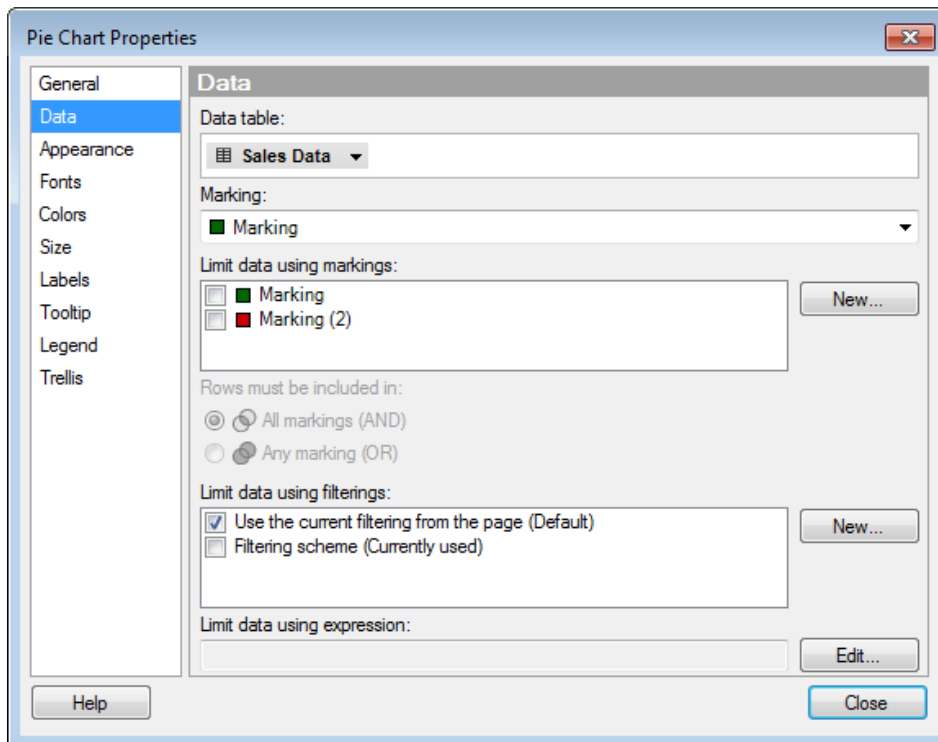 Pie Chart Properties
General
Data
Appearance
Fonts
Colors
Size
Labels
Tooltip
Legend
Trellis
Data
Data table:
Sales Data
Marking:
Marking
Limit data using markings:
Marking
Marking (2)
New...
Rows must be included in:
All markings (AND)
Any marking (OR)
Limit data using filterings:
Use the current filtering from the page (Default)
Filtering scheme (Currently used)
New...
Limit data using expression:
Edit...
Help
Close